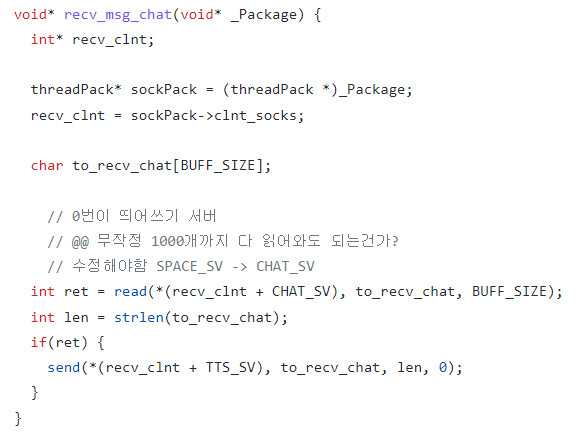 void* recv_msg_chat(void* _Package) {
  int* recv_clnt;
  threadPack* sockPack = (threadPack *)_Package;
  recv_clnt = sockPack->clnt_socks;
  char to_recv_chat[BUFF_SIZE];
    // 0번이 띄어쓰기 서버
    // @@ 무작정 1000개까지 다 읽어와도 되는건가?
    // 수정해야함 SPACE_SV -> CHAT_SV
  int ret = read(*(recv_clnt + CHAT_SV), to_recv_chat, BUFF_SIZE);
  int len = strlen(to_recv_chat);
  if(ret) {
    send(*(recv_clnt + TTS_SV), to_recv_chat, len, 0);
  }
}